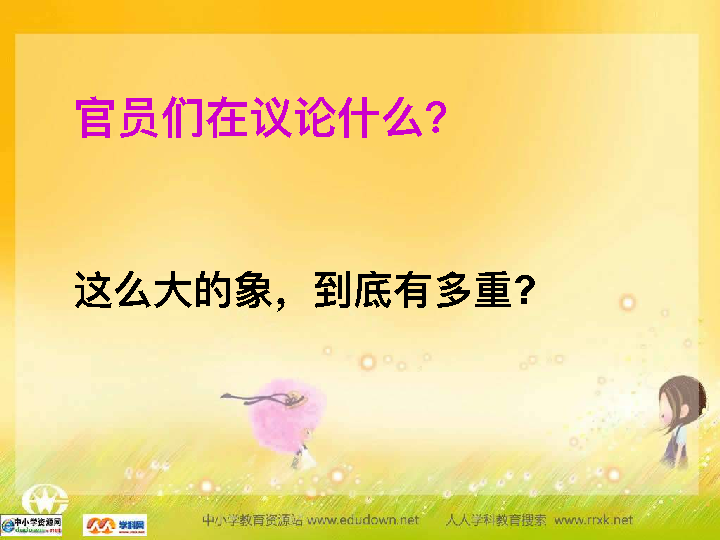 官员们在议论什么?
这么大的象，到底有多重?
中小学资源网
学科网
中小学教育资源站 www.edudown.net 人人学科教育搜索 www.rrxk.net